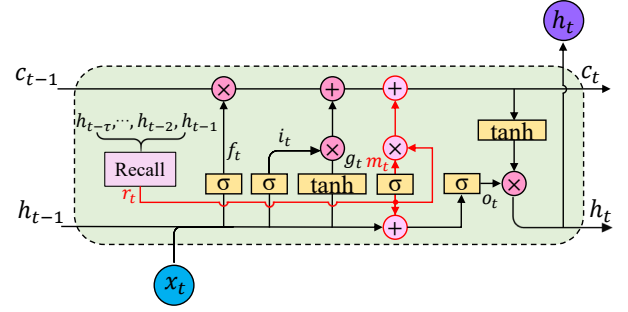 h_t
c_{t-1}
c_t
× + +
h_{t-τ},⋯, h_{t-2}, h_{t-1}
tanh
f_t
i_t
Recall
× g_t m_t ×
r_t
σ σ tanh σ σ o_t ×
h_{t-1}
+
h_t
x_t